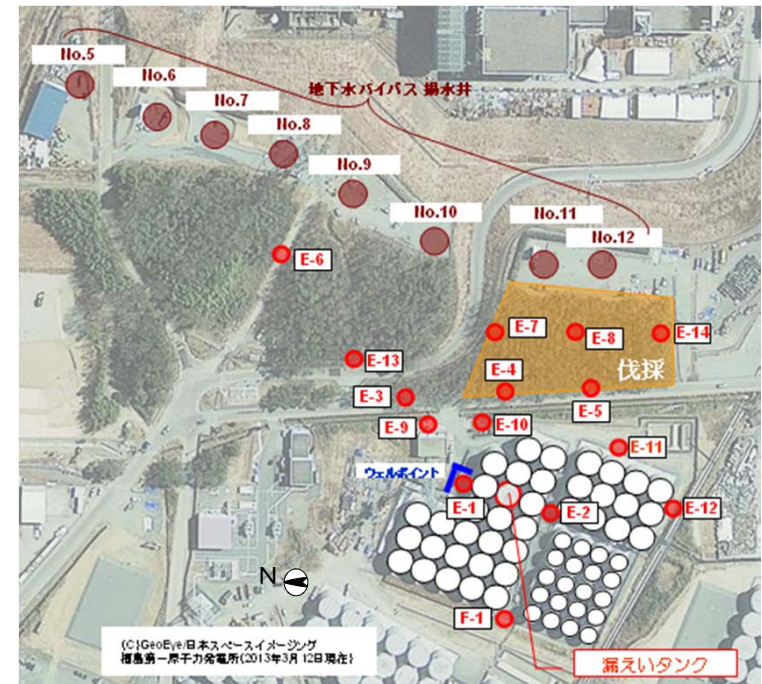 No.5
No.6
No.7
地下水バイパス 揚水井
No.8
No.9
No.10
No.11
No.12
E-6
E-7
E-8
E-14
E-13
伐採
E-4
E-3
E-5
E-9
E-10
E-11
ウェルポイント
E-1
E-2
E-12
N
F-1
(C)GeoEye/日本スペースイメージング
福島第一原子力発電所(2013年3月12日現在)
漏えいタンク